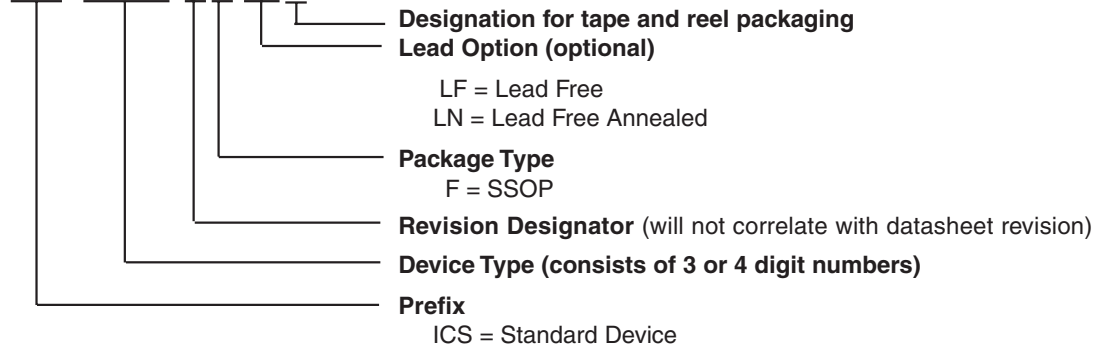 Designation for tape and reel packaging
Lead Option (optional)
LF = Lead Free
LN = Lead Free Annealed
Package Type
F = SSOP
Revision Designator (will not correlate with datasheet revision)
Device Type (consists of 3 or 4 digit numbers)
Prefix
ICS = Standard Device